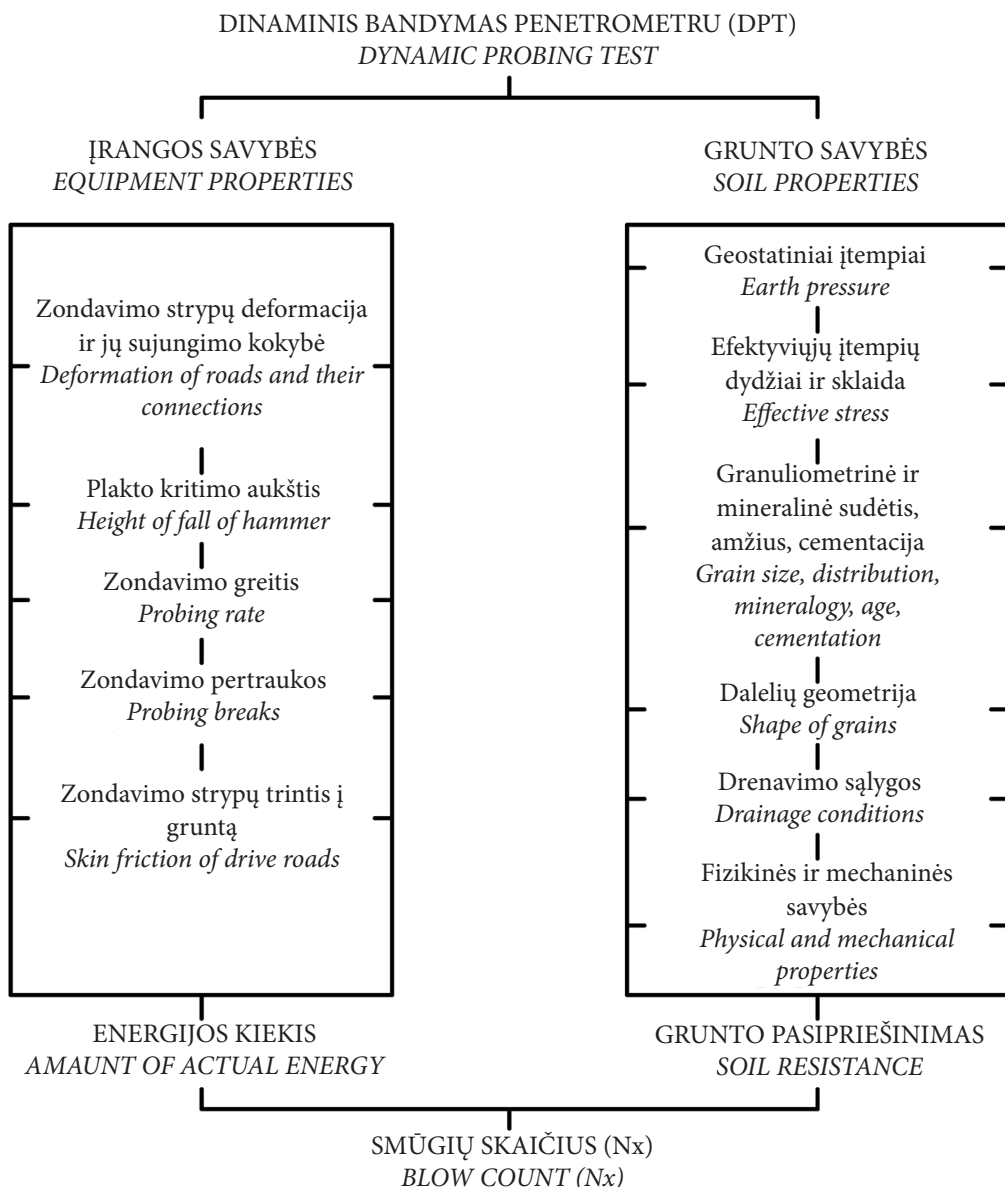 DINAMINIS BANDYMAS PENETROMETRU (DPT)
DYNAMIC PROBING TEST
ĮRANGOS SAVYBĖS
EQUIPMENT PROPERTIES
Zondavimo strypų deformacija
ir jų sujungimo kokybė
Deformation of roads and their
connections
Plakto kritimo aukštis
Height of fall of hammer
Zondavimo greitis
Probing rate
Zondavimo pertraukos
Probing breaks
Zondavimo strypų trintis į
gruntą
Skin friction of drive roads
ENERGIJOS KIEKIS
AMAUNT OF ACTUAL ENERGY
GRUNTO SAVYBĖS
SOIL PROPERTIES
Geostatiniai įtempiai
Earth pressure
Efektyviųjų įtempių
dydžiai ir sklaida
Effective stress
Granuliometrinė ir
mineralinė sudėtis,
amžius, cementacija
Grain size, distribution,
mineralogy, age,
cementation
Dalelių geometrija
Shape of grains
Drenavimo sąlygos
Drainage conditions
Fizikinės ir mechaninės
savybės
Physical and mechanical
properties
GRUNTO PASIPRIEŠINIMAS
SOIL RESISTANCE
SMŪGIŲ SKAIČIUS (Nx)
BLOW COUNT (Nx)